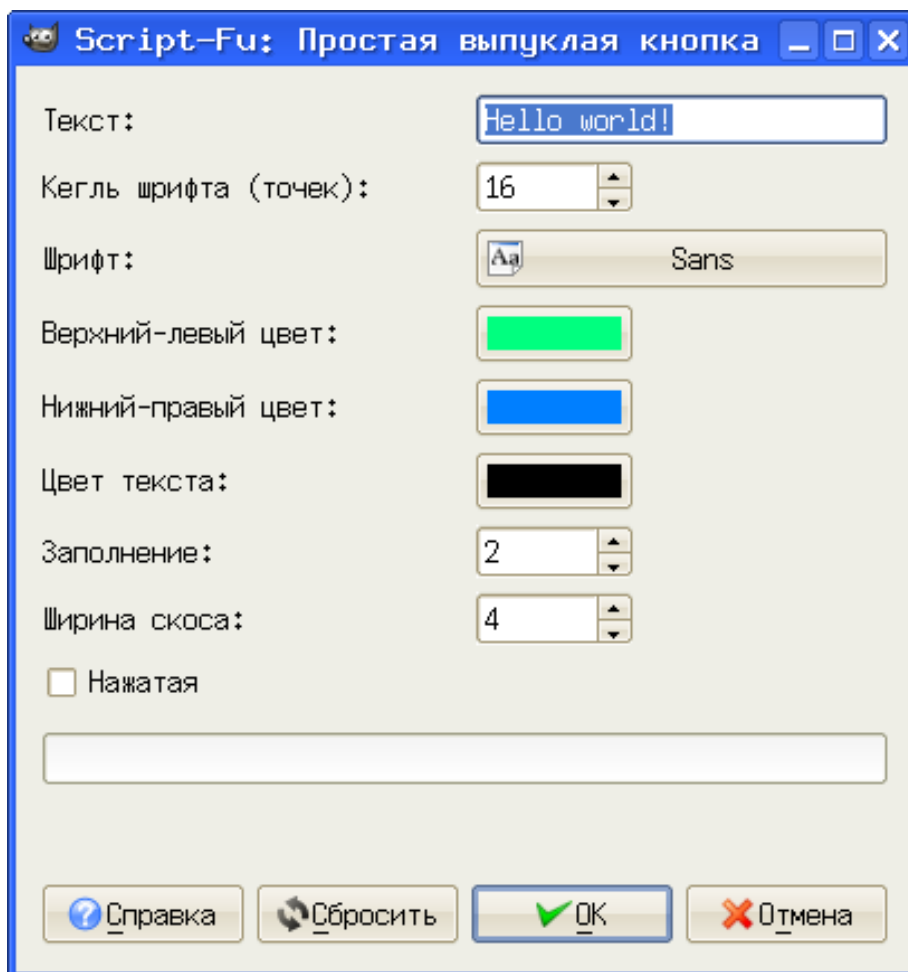 Script-Fu: Простая выпуклая кнопка
Текст: Hello world!
Кегль шрифта (точек): 16
Шрифт: Aa Sans
Верхний-левый цвет:
Нижний-правый цвет:
Цвет текста:
Заполнение: 2
Ширина скоса: 4
Нажатая
Справка Сбросить OK Отмена